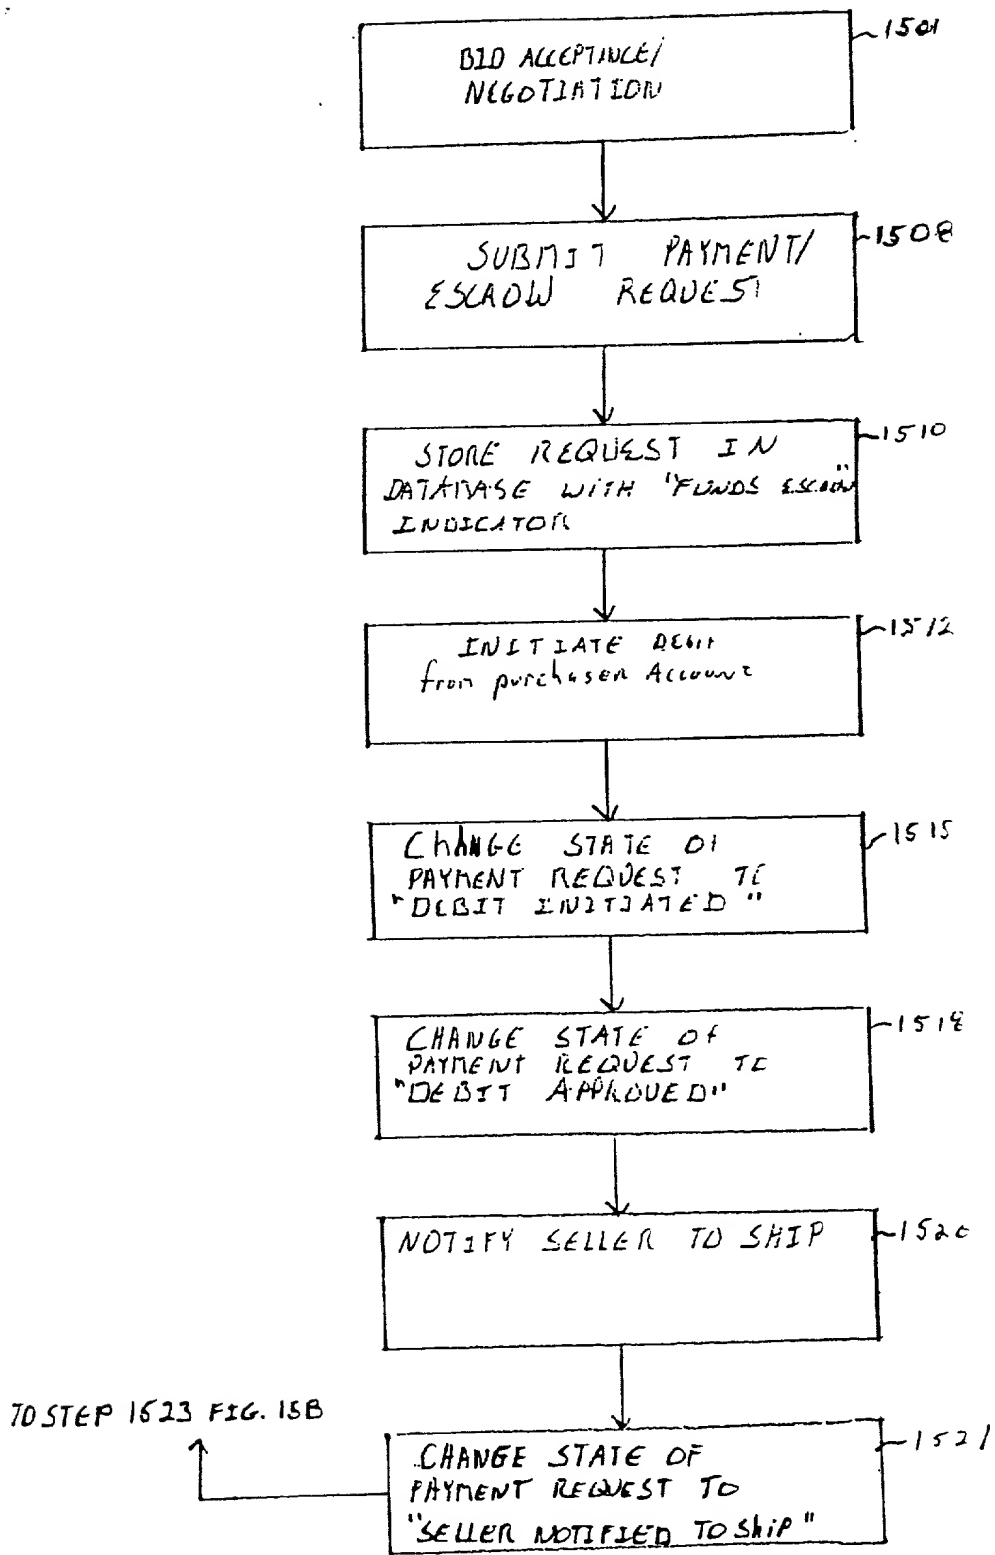 BID ACCEPTANCE/
NEGOTIATION
1501
SUBMIT PAYMENT/
ESCROW REQUEST
1508
STORE REQUEST IN
DATABASE WITH "FUNDS ESCROW"
INDICATOR
1510
INITIATE DEBIT
from purchaser Account
1512
CHANGE STATE OF
PAYMENT REQUEST TO
"DEBIT INITIATED"
1515
CHANGE STATE OF
PAYMENT REQUEST TO
"DEBIT APPROVED"
1518
NOTIFY SELLER TO SHIP
1520
TO STEP 1523 FIG. 15B
CHANGE STATE OF
PAYMENT REQUEST TO
"SELLER NOTIFIED TO ShiP"
1521